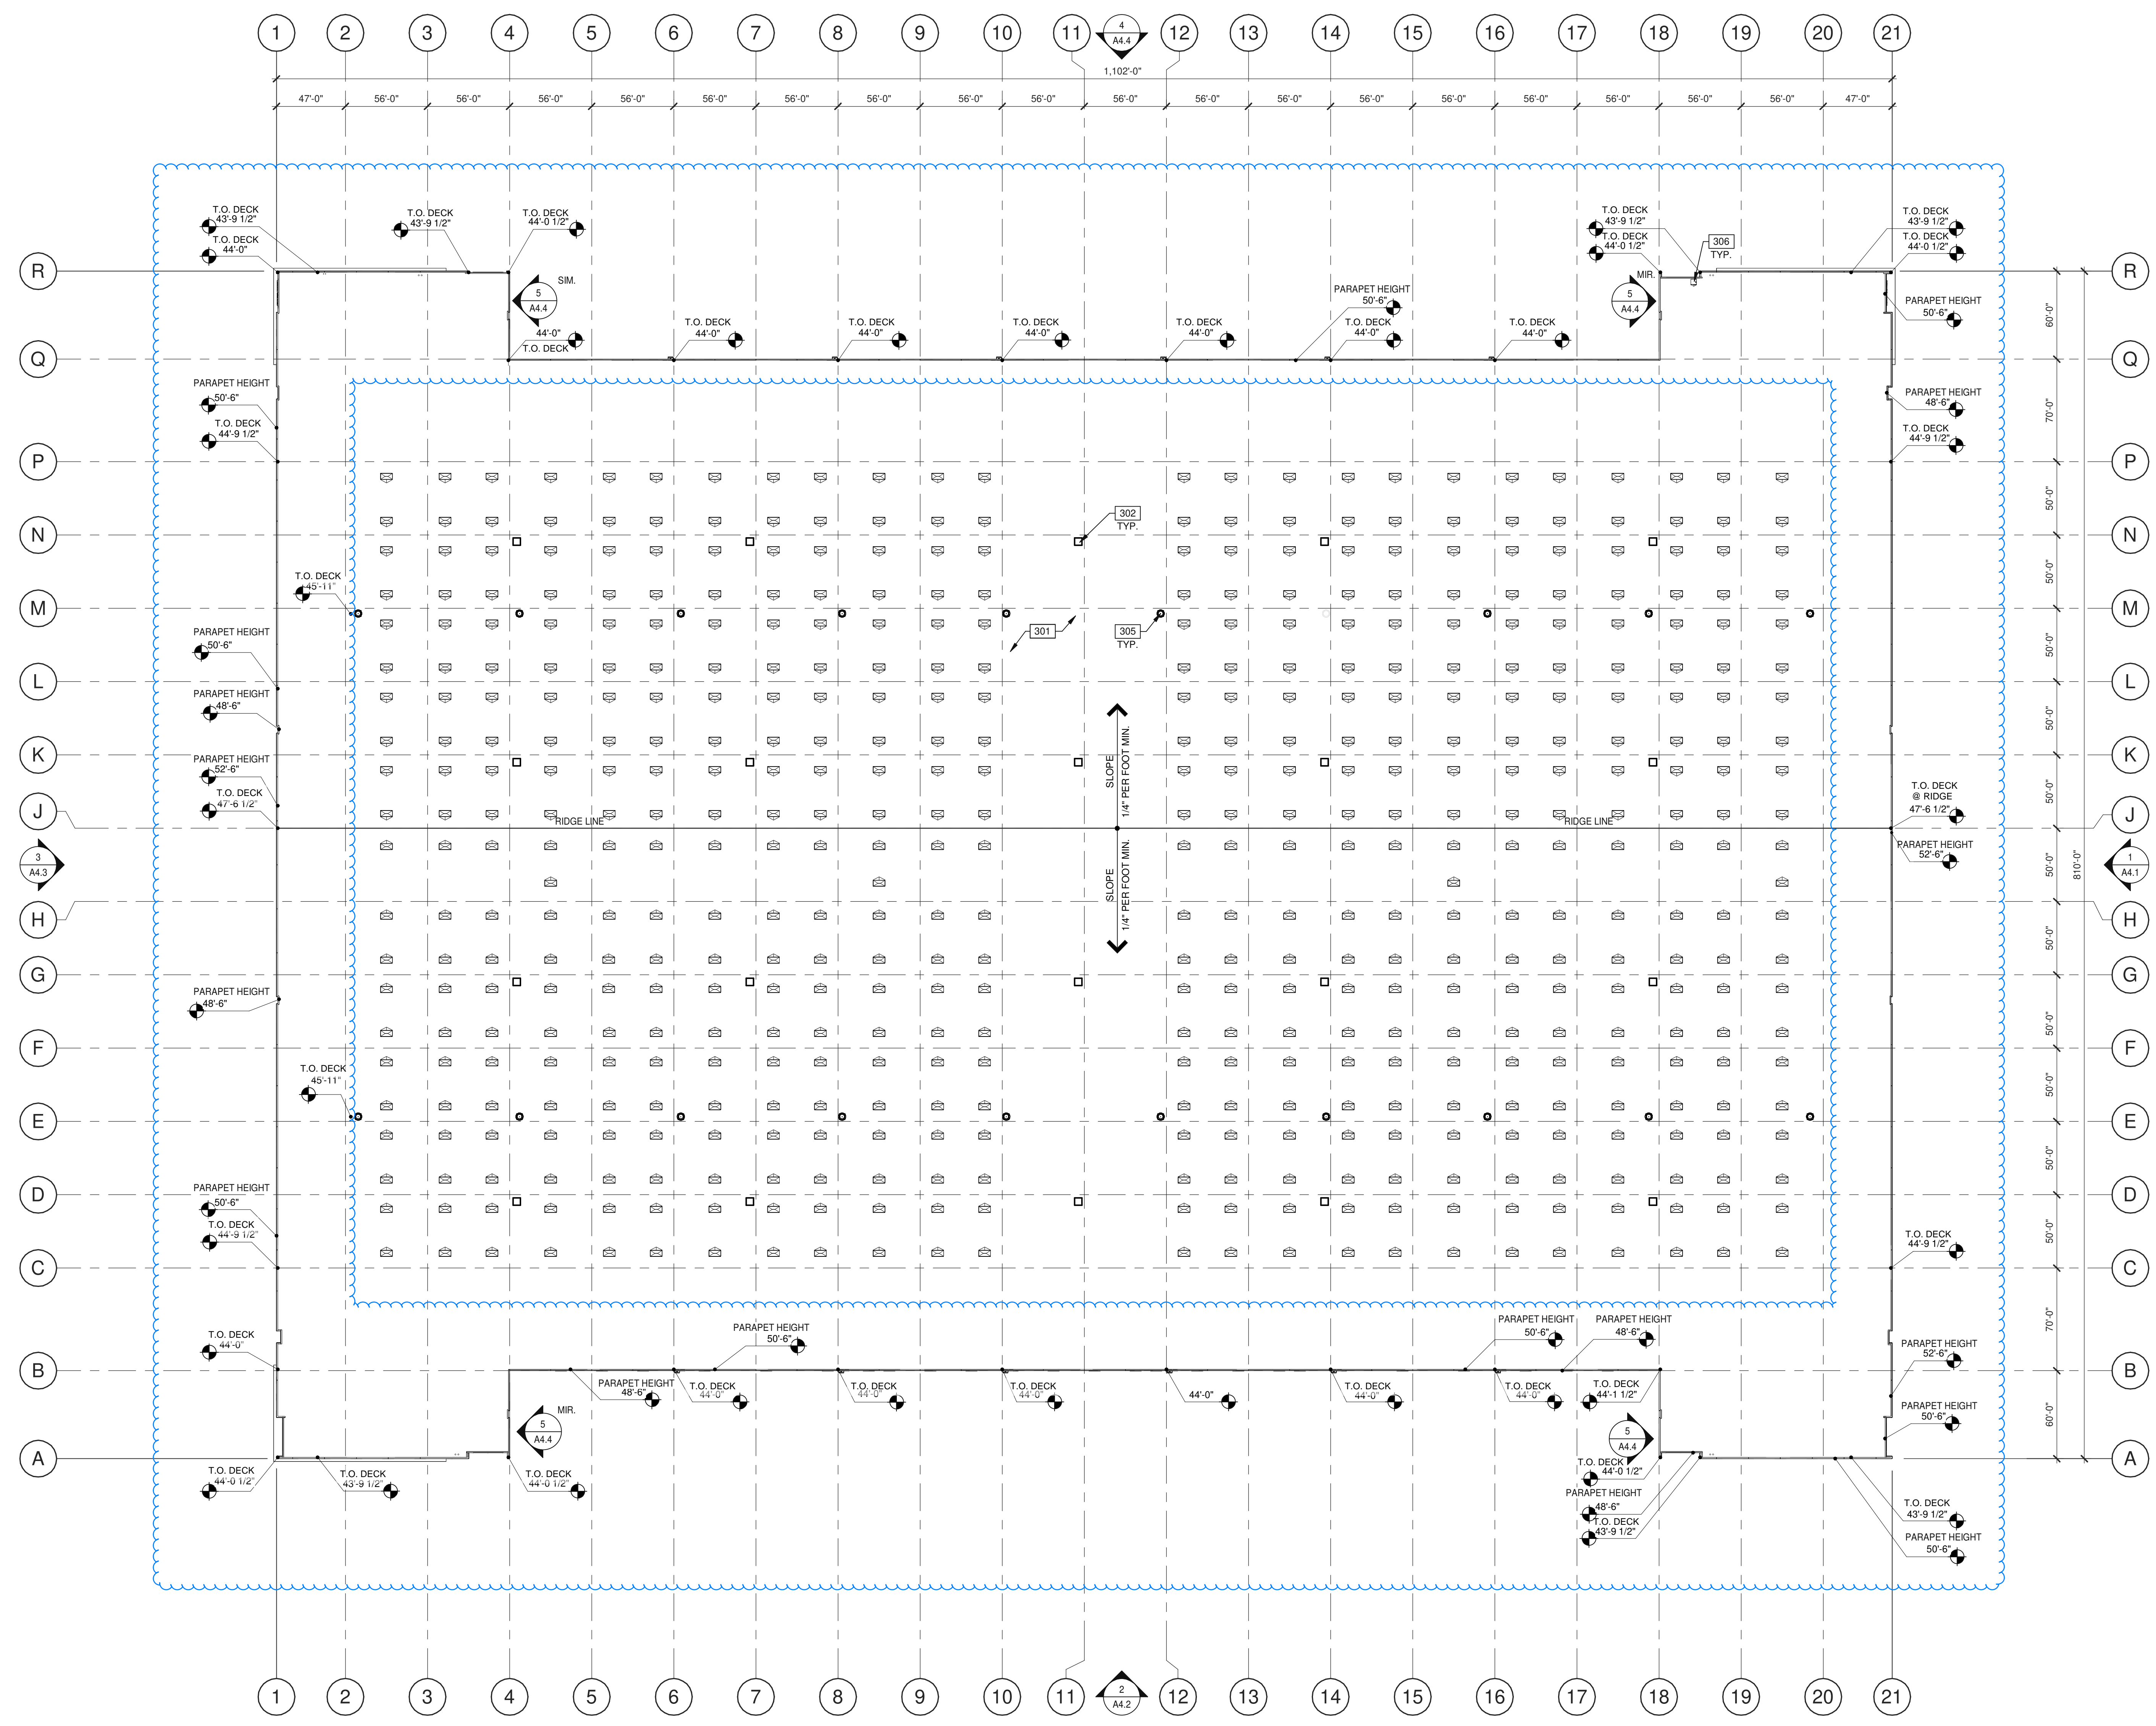 1 2 3 4 5 6 7 8 9 10 11 4 12 13 14 15 16 17 18 19 20 21
A4.4
1,102'-0"
47'-0" 56'-0" 56'-0" 56'-0" 56'-0" 56'-0" 56'-0" 56'-0" 56'-0" 56'-0" 56'-0" 56'-0" 56'-0" 56'-0" 56'-0" 56'-0" 56'-0" 56'-0" 56'-0" 47'-0"
T.O. DECK
43'-9 1/2"
T.O. DECK
44'-0"
T.O. DECK
43'-9 1/2"
T.O. DECK
44'-0 1/2"
T.O. DECK
43'-9 1/2"
T.O. DECK
44'-0 1/2"
306
TYP.
T.O. DECK
43'-9 1/2"
T.O. DECK
44'-0 1/2"
R
R
SIM.
5
A4.4
MIR.
5
A4.4
PARAPET HEIGHT
50'-6"
PARAPET HEIGHT
50'-6"
60'-0"
44'-0"
T.O. DECK
T.O. DECK
44'-0"
T.O. DECK
44'-0"
T.O. DECK
44'-0"
T.O. DECK
44'-0"
T.O. DECK
44'-0"
T.O. DECK
44'-0"
Q
Q
PARAPET HEIGHT
50'-6"
T.O. DECK
44'-9 1/2"
PARAPET HEIGHT
48'-6"
T.O. DECK
44'-9 1/2"
70'-0"
P
P
50'-0"
302
TYP.
N
N
50'-0"
T.O. DECK
45'-11"
M
M
301
305
TYP.
50'-0"
PARAPET HEIGHT
50'-6"
L
L
PARAPET HEIGHT
48'-6"
50'-0"
SLOPE
1/4" PER FOOT MIN.
K
K
PARAPET HEIGHT
52'-6"
T.O. DECK
47'-6 1/2"
50'-0"
T.O. DECK
@ RIDGE
47'-6 1/2"
J
J
RIDGE LINE
RIDGE LINE
PARAPET HEIGHT
52'-6"
3
A4.3
1
A4.1
50'-0"
810'-0"
SLOPE
1/4" PER FOOT MIN.
H
H
50'-0"
G
G
PARAPET HEIGHT
48'-6"
50'-0"
F
F
T.O. DECK
45'-11"
50'-0"
E
E
50'-0"
D
D
PARAPET HEIGHT
50'-6"
T.O. DECK
44'-9 1/2"
50'-0"
T.O. DECK
44'-9 1/2"
C
C
70'-0"
T.O. DECK
44'-0"
PARAPET HEIGHT
50'-6"
PARAPET HEIGHT
50'-6"
PARAPET HEIGHT
48'-6"
PARAPET HEIGHT
52'-6"
B
B
PARAPET HEIGHT
48'-6"
T.O. DECK
44'-0"
T.O. DECK
44'-0"
T.O. DECK
44'-0"
44'-0"
T.O. DECK
44'-0"
T.O. DECK
44'-0"
T.O. DECK
44'-1 1/2"
PARAPET HEIGHT
50'-6"
60'-0"
MIR.
5
A4.4
5
A4.4
A
A
T.O. DECK
44'-0 1/2"
T.O. DECK
43'-9 1/2"
T.O. DECK
44'-0 1/2"
T.O. DECK
44'-0 1/2"
PARAPET HEIGHT
48'-6"
T.O. DECK
43'-9 1/2"
T.O. DECK
43'-9 1/2"
PARAPET HEIGHT
50'-6"
1 2 3 4 5 6 7 8 9 10 11 2 12 13 14 15 16 17 18 19 20 21
A4.2